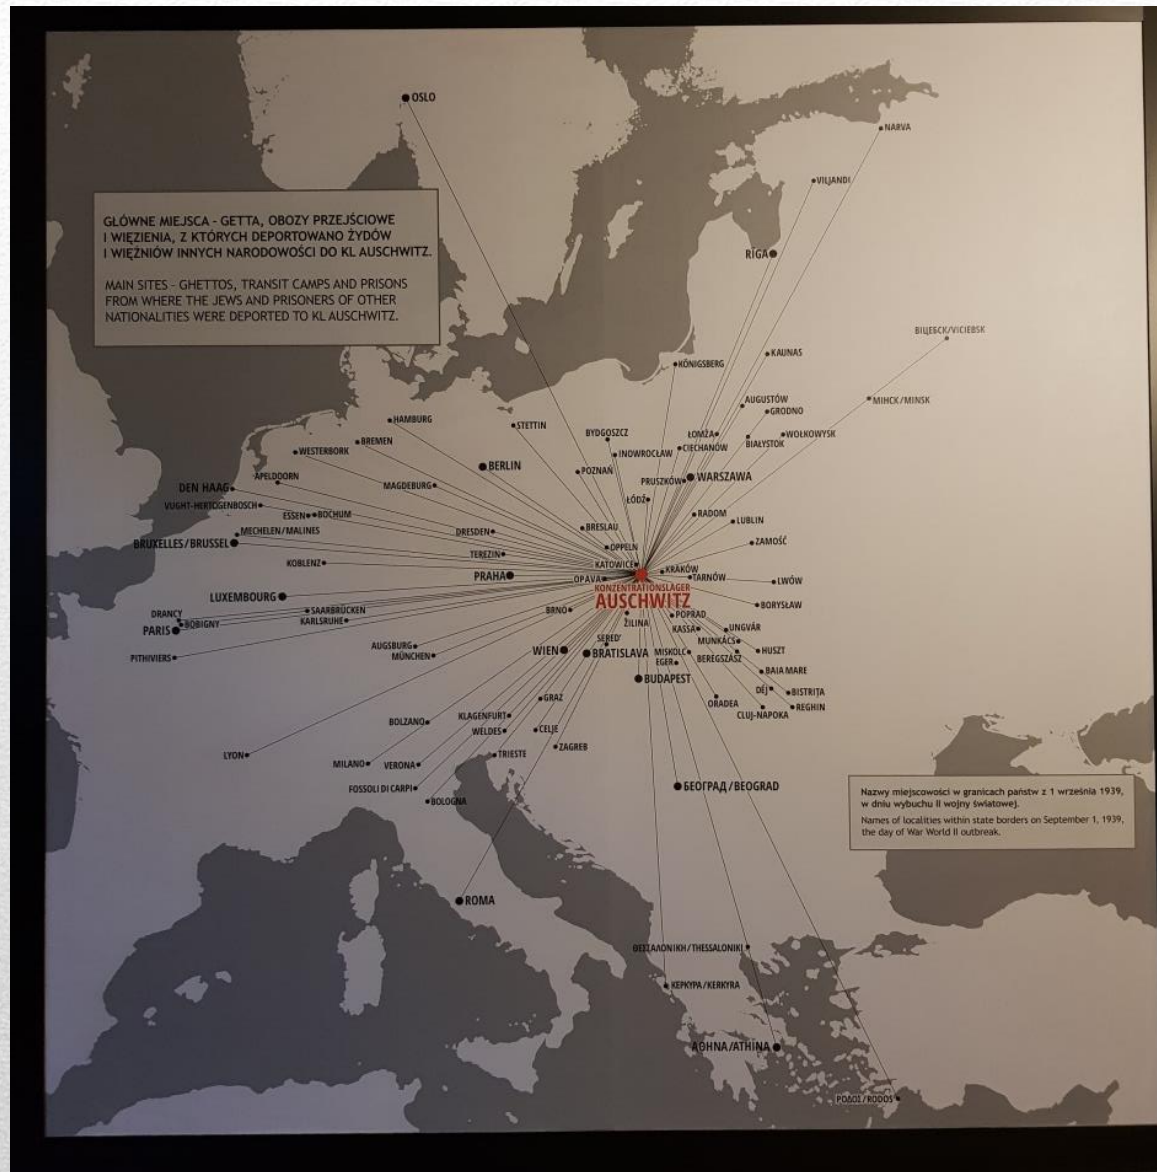 OSLO
NARVA
VILJANDI
GŁÓWNE MIEJSCA - GETTA, OBOZY PRZEJŚCIOWE
I WIĘZIENIA, Z KTÓRYCH DEPORTOWANO ŻYDÓW
I WIĘŹNIÓW INNYCH NARODOWOŚCI DO KL AUSCHWITZ.
MAIN SITES - GHETTOS, TRANSIT CAMPS AND PRISONS
FROM WHERE THE JEWS AND PRISONERS OF OTHER
NATIONALITIES WERE DEPORTED TO KL AUSCHWITZ.
RĪGA
ВІЦЕБСК/VICIEBSK
KAUNAS
KÖNIGSBERG
МІНСК/MINSK
AUGUSTÓW
GRODNO
HAMBURG
STETTIN
BREMEN
BYDGOSZCZ
ŁOMŻA
BIAŁYSTOK
WOŁKOWYSK
WESTERBORK
INOWROCŁAW
CIECHANÓW
BERLIN
POZNAŃ
APELDOORN
PRUSZKÓW
WARSZAWA
DEN HAAG
MAGDEBURG
ŁÓDŹ
VUGHT-HERTOGENBOSCH
ESSEN
BOCHUM
RADOM
LUBLIN
MECHELEN/MALINES
DRESDEN
BRESLAU
BRUXELLES/BRUSSEL
OPPELN
ZAMOŚĆ
TEREZIN
KOBLENZ
KATOWICE
KRAKÓW
PRAHA
OPAVA
TARNÓW
LWÓW
KONZENTRATIONSLAGER
AUSCHWITZ
LUXEMBOURG
BORYSŁAW
DRANCY
SAARBRÜCKEN
BRNO
POPRAD
BOBIGNY
KARLSRUHE
ŽILINA
PARIS
KASSA
UNGVÁR
SERED'
MUNKÁCS
AUGSBURG
WIEN
BRATISLAVA
MISKOLC
HUSZT
PITHIVIERS
MÜNCHEN
EGER
BEREGSZÁSZ
BAIA MARE
BUDAPEST
DÉJ
BISTRIȚA
GRAZ
ORADEA
REGHIN
BOLZANO
KLAGENFURT
CLUJ-NAPOKA
WELDES
CELJE
LYON
ZAGREB
MILANO
VERONA
TRIESTE
FOSSOLI DI CARPI
БЕОГРАД/BEOGRAD
BOLOGNA
Nazwy miejscowości w granicach państw z 1 września 1939,
w dniu wybuchu II wojny światowej.
Names of localities within state borders on September 1, 1939,
the day of War World II outbreak.
ROMA
ΘΕΣΣΑΛΟΝΙΚΗ/THESSALONIKI
ΚΕΡΚΥΡΑ/KERKYRA
ΑΘΗΝΑ/ATHÍNA
ΡΟΔΟΣ/RODOS